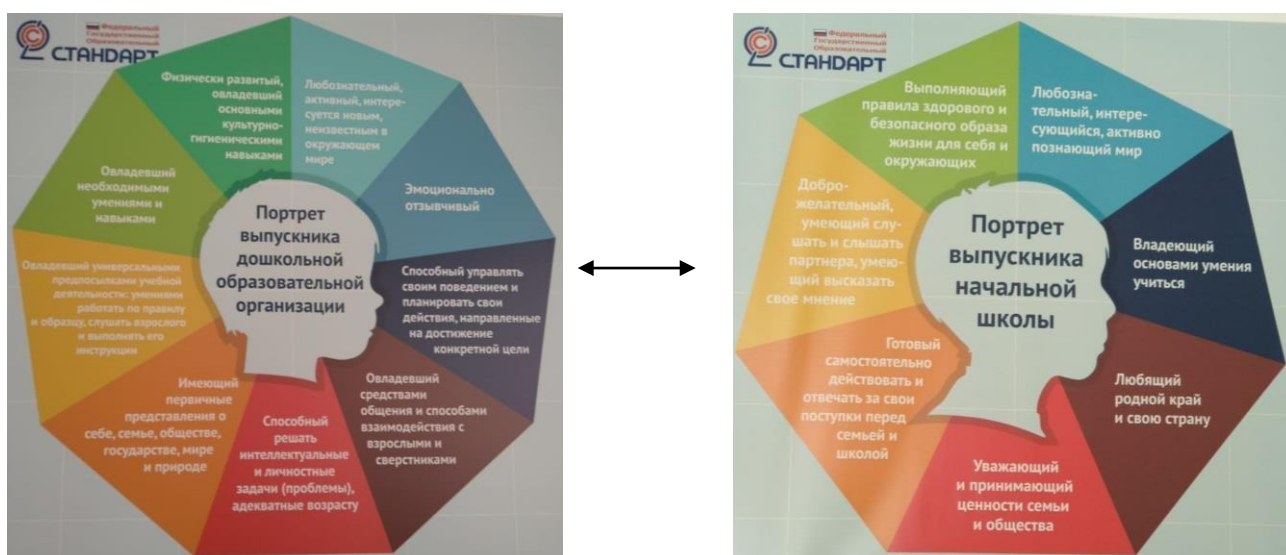 Федеральный
Государственный
Образовательный
СТАНДАРТ
Физически развитый,
овладевший
основными
культурно-
гигиеническими
навыками
Любознательный,
активный, интере-
суется новым,
неизвестным в
окружающем
мире
Эмоционально
отзывчивый
Способный управлять
своим поведением и
планировать свои
действия, направленные
на достижение
конкретной цели
Овладевший
средствами
общения и способами
взаимодействия с
взрослыми и
сверстниками
Способный
решать
интеллектуальные
и личностные
задачи (проблемы),
адекватные возрасту
Имеющий
первичные
представления о
себе, семье, обществе,
государстве, мире
и природе
Овладевший универсальными
предпосылками учебной
деятельности: умениями
работать по правилу
и образцу, слушать взрослого
и выполнять его
инструкции
Овладевший
необходимыми
умениями и
навыками
Портрет
выпускника
дошкольной
образовательной
организации
Федеральный
Государственный
Образовательный
СТАНДАРТ
Выполняющий
правила здорового и
безопасного образа
жизни для себя и
окружающих
Любозна-
тельный, интере-
сующийся, активно
познающий мир
Владеющий
основами умения
учиться
Любящий
родной край
и свою страну
Уважающий
и принимающий
ценности семьи
и общества
Готовый
самостоятельно
действовать и
отвечать за свои
поступки перед
семьей и
школой
Добро-
желательный,
умеющий слу-
шать и слышать
партнера, умею-
щий высказать
свое мнение
Портрет
выпускника
начальной
школы